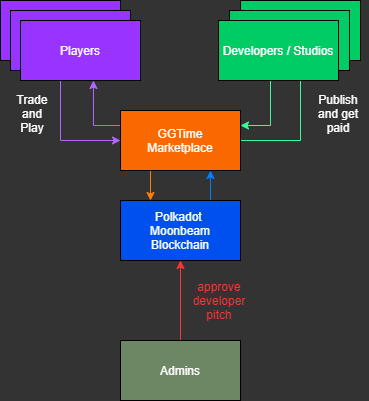 Players
Developers / Studios
Trade
and
Play
Publish
and get
paid
GGTime
Marketplace
Polkadot
Moonbeam
Blockchain
approve
developer
pitch
Admins